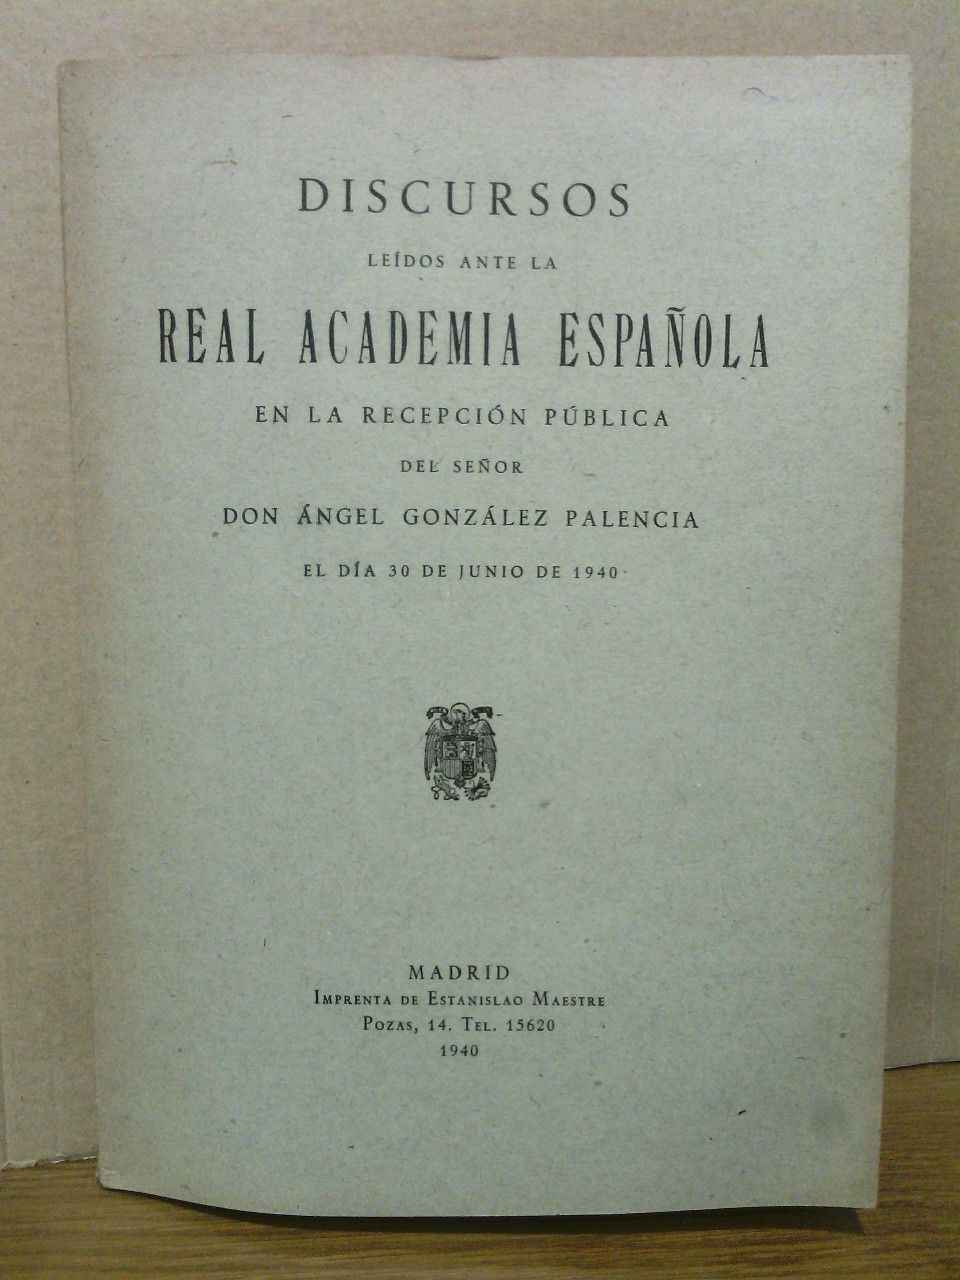 DISCURSOS
LEÍDOS ANTE LA
REAL ACADEMIA ESPAÑOLA
EN LA RECEPCIÓN PÚBLICA
DEL SEÑOR
DON ÁNGEL GONZÁLEZ PALENCIA
EL DÍA 30 DE JUNIO DE 1940
MADRID
IMPRENTA DE ESTANISLAO MAESTRE
POZAS, 14. TEL. 15620
1940